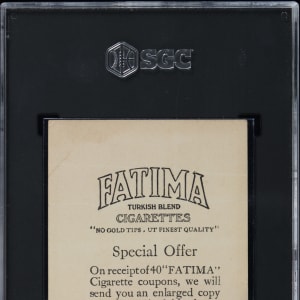 SGC
FATIMA
TURKISH BLEND
CIGARETTES
"NO GOLD TIPS, UT FINEST QUALITY"
Special Offer
On receipt of 40 "FATIMA"
Cigarette coupons, we will
send you an enlarged copy